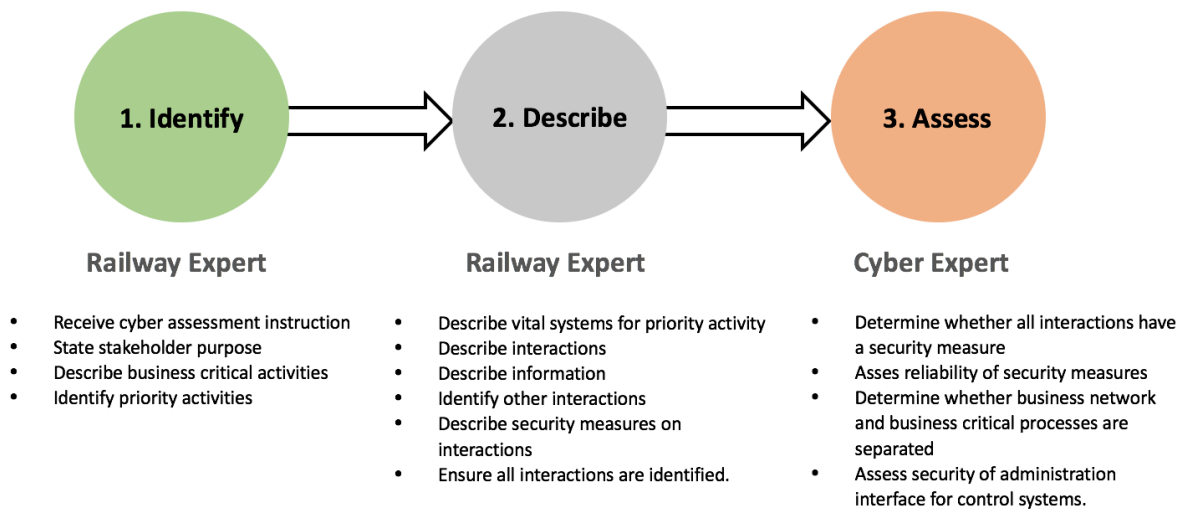 1. Identify
2. Describe
3. Assess
Railway Expert
Railway Expert
Cyber Expert
• Receive cyber assessment instruction
• State stakeholder purpose
• Describe business critical activities
• Identify priority activities
• Describe vital systems for priority activity
• Describe interactions
• Describe information
• Identify other interactions
• Describe security measures on
interactions
• Ensure all interactions are identified.
• Determine whether all interactions have
a security measure
• Asses reliability of security measures
• Determine whether business network
and business critical processes are
separated
• Assess security of administration
interface for control systems.